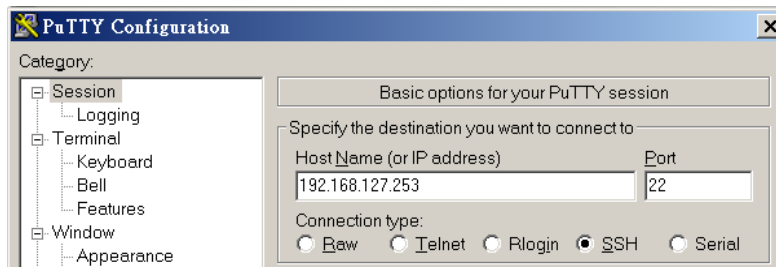 PuTTY Configuration
Category:
Session
Logging
Terminal
Keyboard
Bell
Features
Window
Appearance
Basic options for your PuTTY session
Specify the destination you want to connect to
Host Name (or IP address)
Port
192.168.127.253
22
Connection type:
Raw
Telnet
Rlogin
SSH
Serial